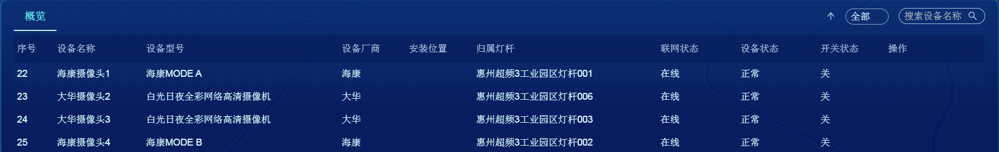 概览
全部 搜索设备名称
序号 设备名称 设备型号 设备厂商 安装位置 归属灯杆 联网状态 设备状态 开关状态 操作
22 海康摄像头1 海康MODE A 海康 惠州超频3工业园区灯杆001 在线 正常 关
23 大华摄像头2 白光日夜全彩网络高清摄像机 大华 惠州超频3工业园区灯杆006 在线 正常 关
24 大华摄像头3 白光日夜全彩网络高清摄像机 大华 惠州超频3工业园区灯杆003 在线 正常 关
25 海康摄像头4 海康MODE B 海康 惠州超频3工业园区灯杆002 在线 正常 关